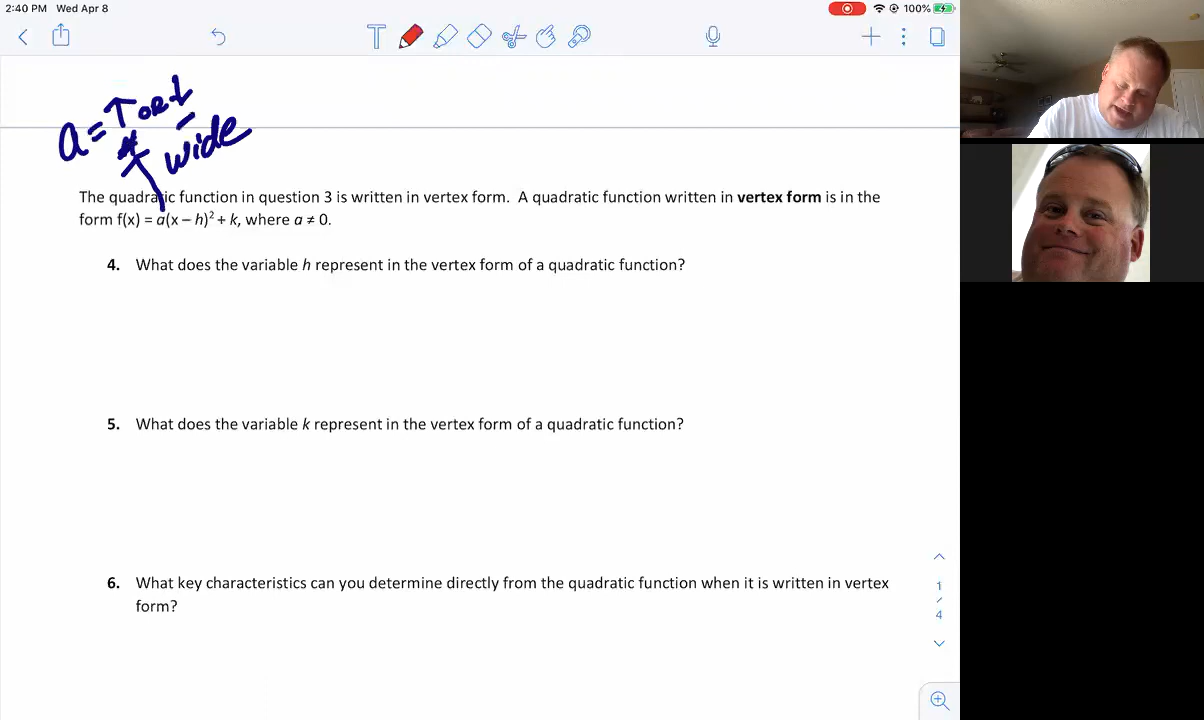 2:40 PM Wed Apr 8
100%
a = ↑ OR ↓
wide
The quadratic function in question 3 is written in vertex form. A quadratic function written in vertex form is in the
form f(x) = a(x – h)² + k, where a ≠ 0.
4. What does the variable h represent in the vertex form of a quadratic function?
5. What does the variable k represent in the vertex form of a quadratic function?
6. What key characteristics can you determine directly from the quadratic function when it is written in vertex
form?
1
/
4